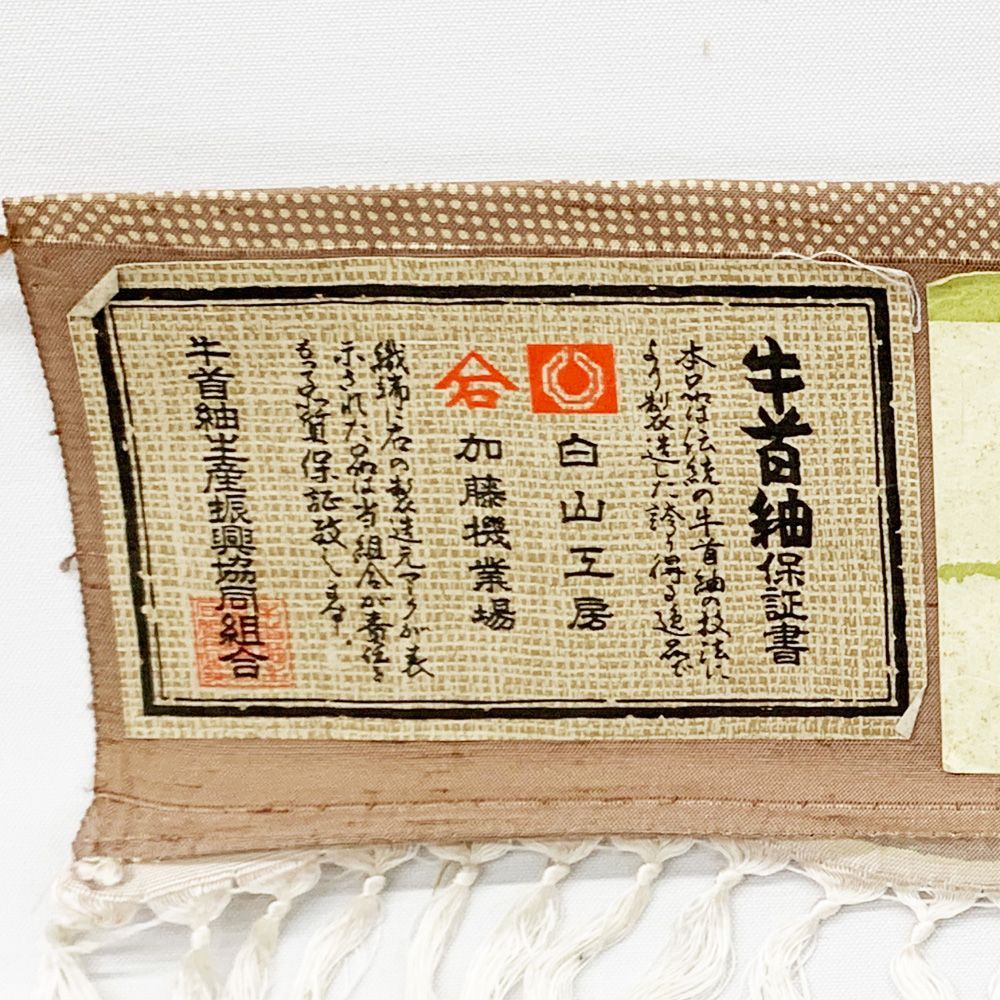 牛首紬保証書
本品は伝統の牛首紬の技法に
より製造した誇り得る逸品で
白山工房
石
加藤機業場
織端に右の製造元マークが表
示された品は当組合が責任を
もって品質保証致します。
牛首紬生産振興協同組合